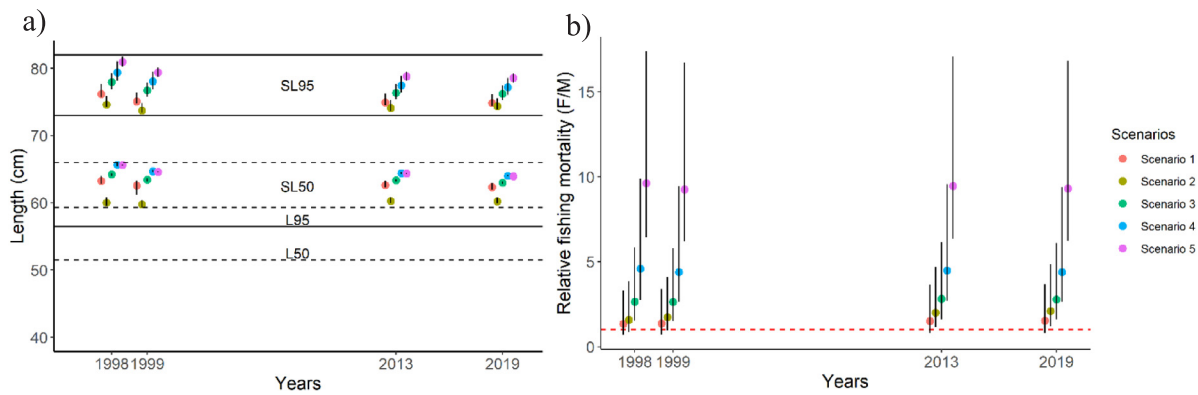 a)
Length (cm)
80
70
60
50
40
SL95
SL50
L95
L50
1998
1999
2013
2019
Years
b)
Relative fishing mortality (F/M)
15
10
5
0
1998
1999
2013
2019
Years
Scenarios
Scenario 1
Scenario 2
Scenario 3
Scenario 4
Scenario 5